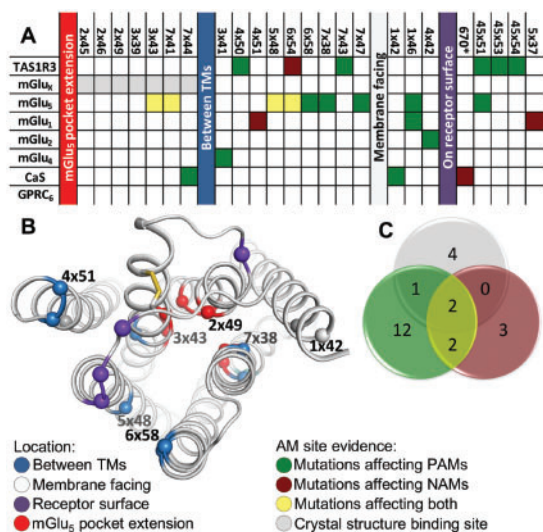 A
2x45 2x46 2x49 3x39 3x43 7x41 7x44 3x41 4x50 4x51 5x48 6x54 6x58 7x38 7x43 7x47 1x42 1x46 4x42 670* 45x51 45x53 45x54 5x37
mGlu5 pocket extension
Between TMs
Membrane facing
On receptor surface
TAS1R3
mGluX
mGlu5
mGlu1
mGlu2
mGlu4
CaS
GPRC6
B
4x51
3x43
2x49
7x38
1x42
5x48
6x58
C
4
1
2
0
12
2
3
Location:
Between TMs
Membrane facing
Receptor surface
mGlu5 pocket extension
AM site evidence:
Mutations affecting PAMs
Mutations affecting NAMs
Mutations affecting both
Crystal structure binding site